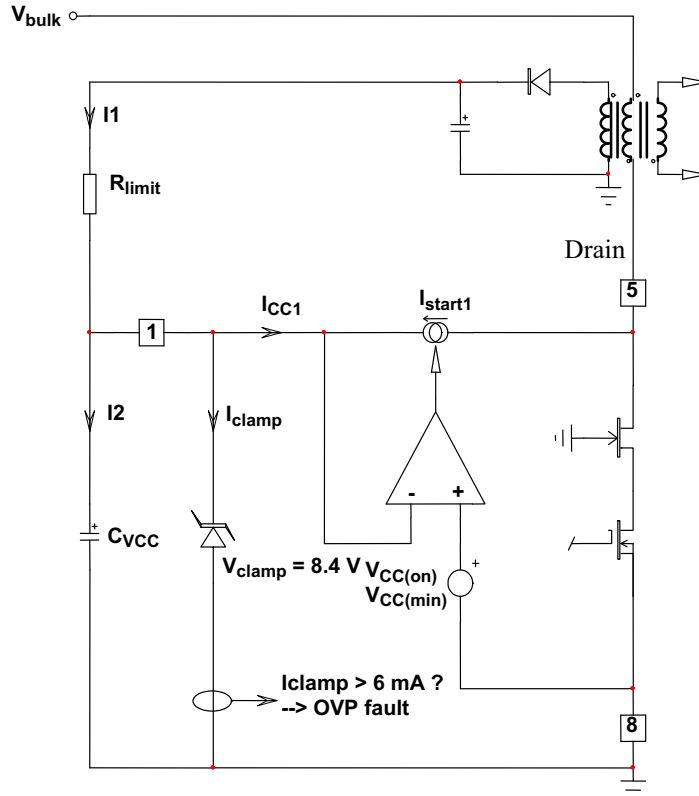 Vbulk
I1
Rlimit
Drain
5
ICC1
Istart1
1
I2
Iclamp
- +
CVCC
Vclamp = 8.4 V
VCC(on)
VCC(min)
Iclamp > 6 mA ?
--> OVP fault
8
+
+
+